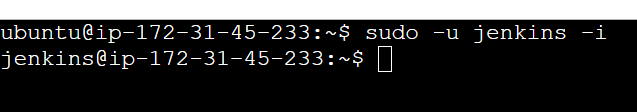 ubuntu@ip-172-31-45-233:~$ sudo -u jenkins -i
jenkins@ip-172-31-45-233:~$